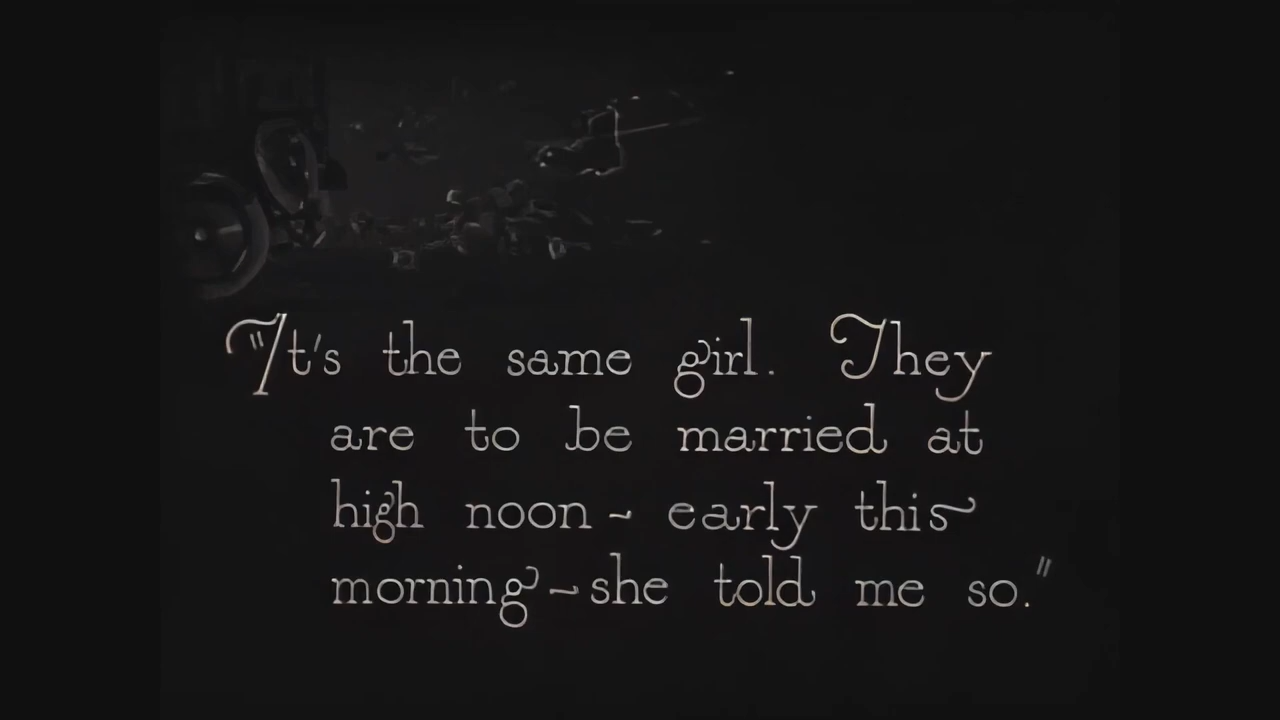 "It's the same girl. They
are to be married at
high noon - early this
morning - she told me so."